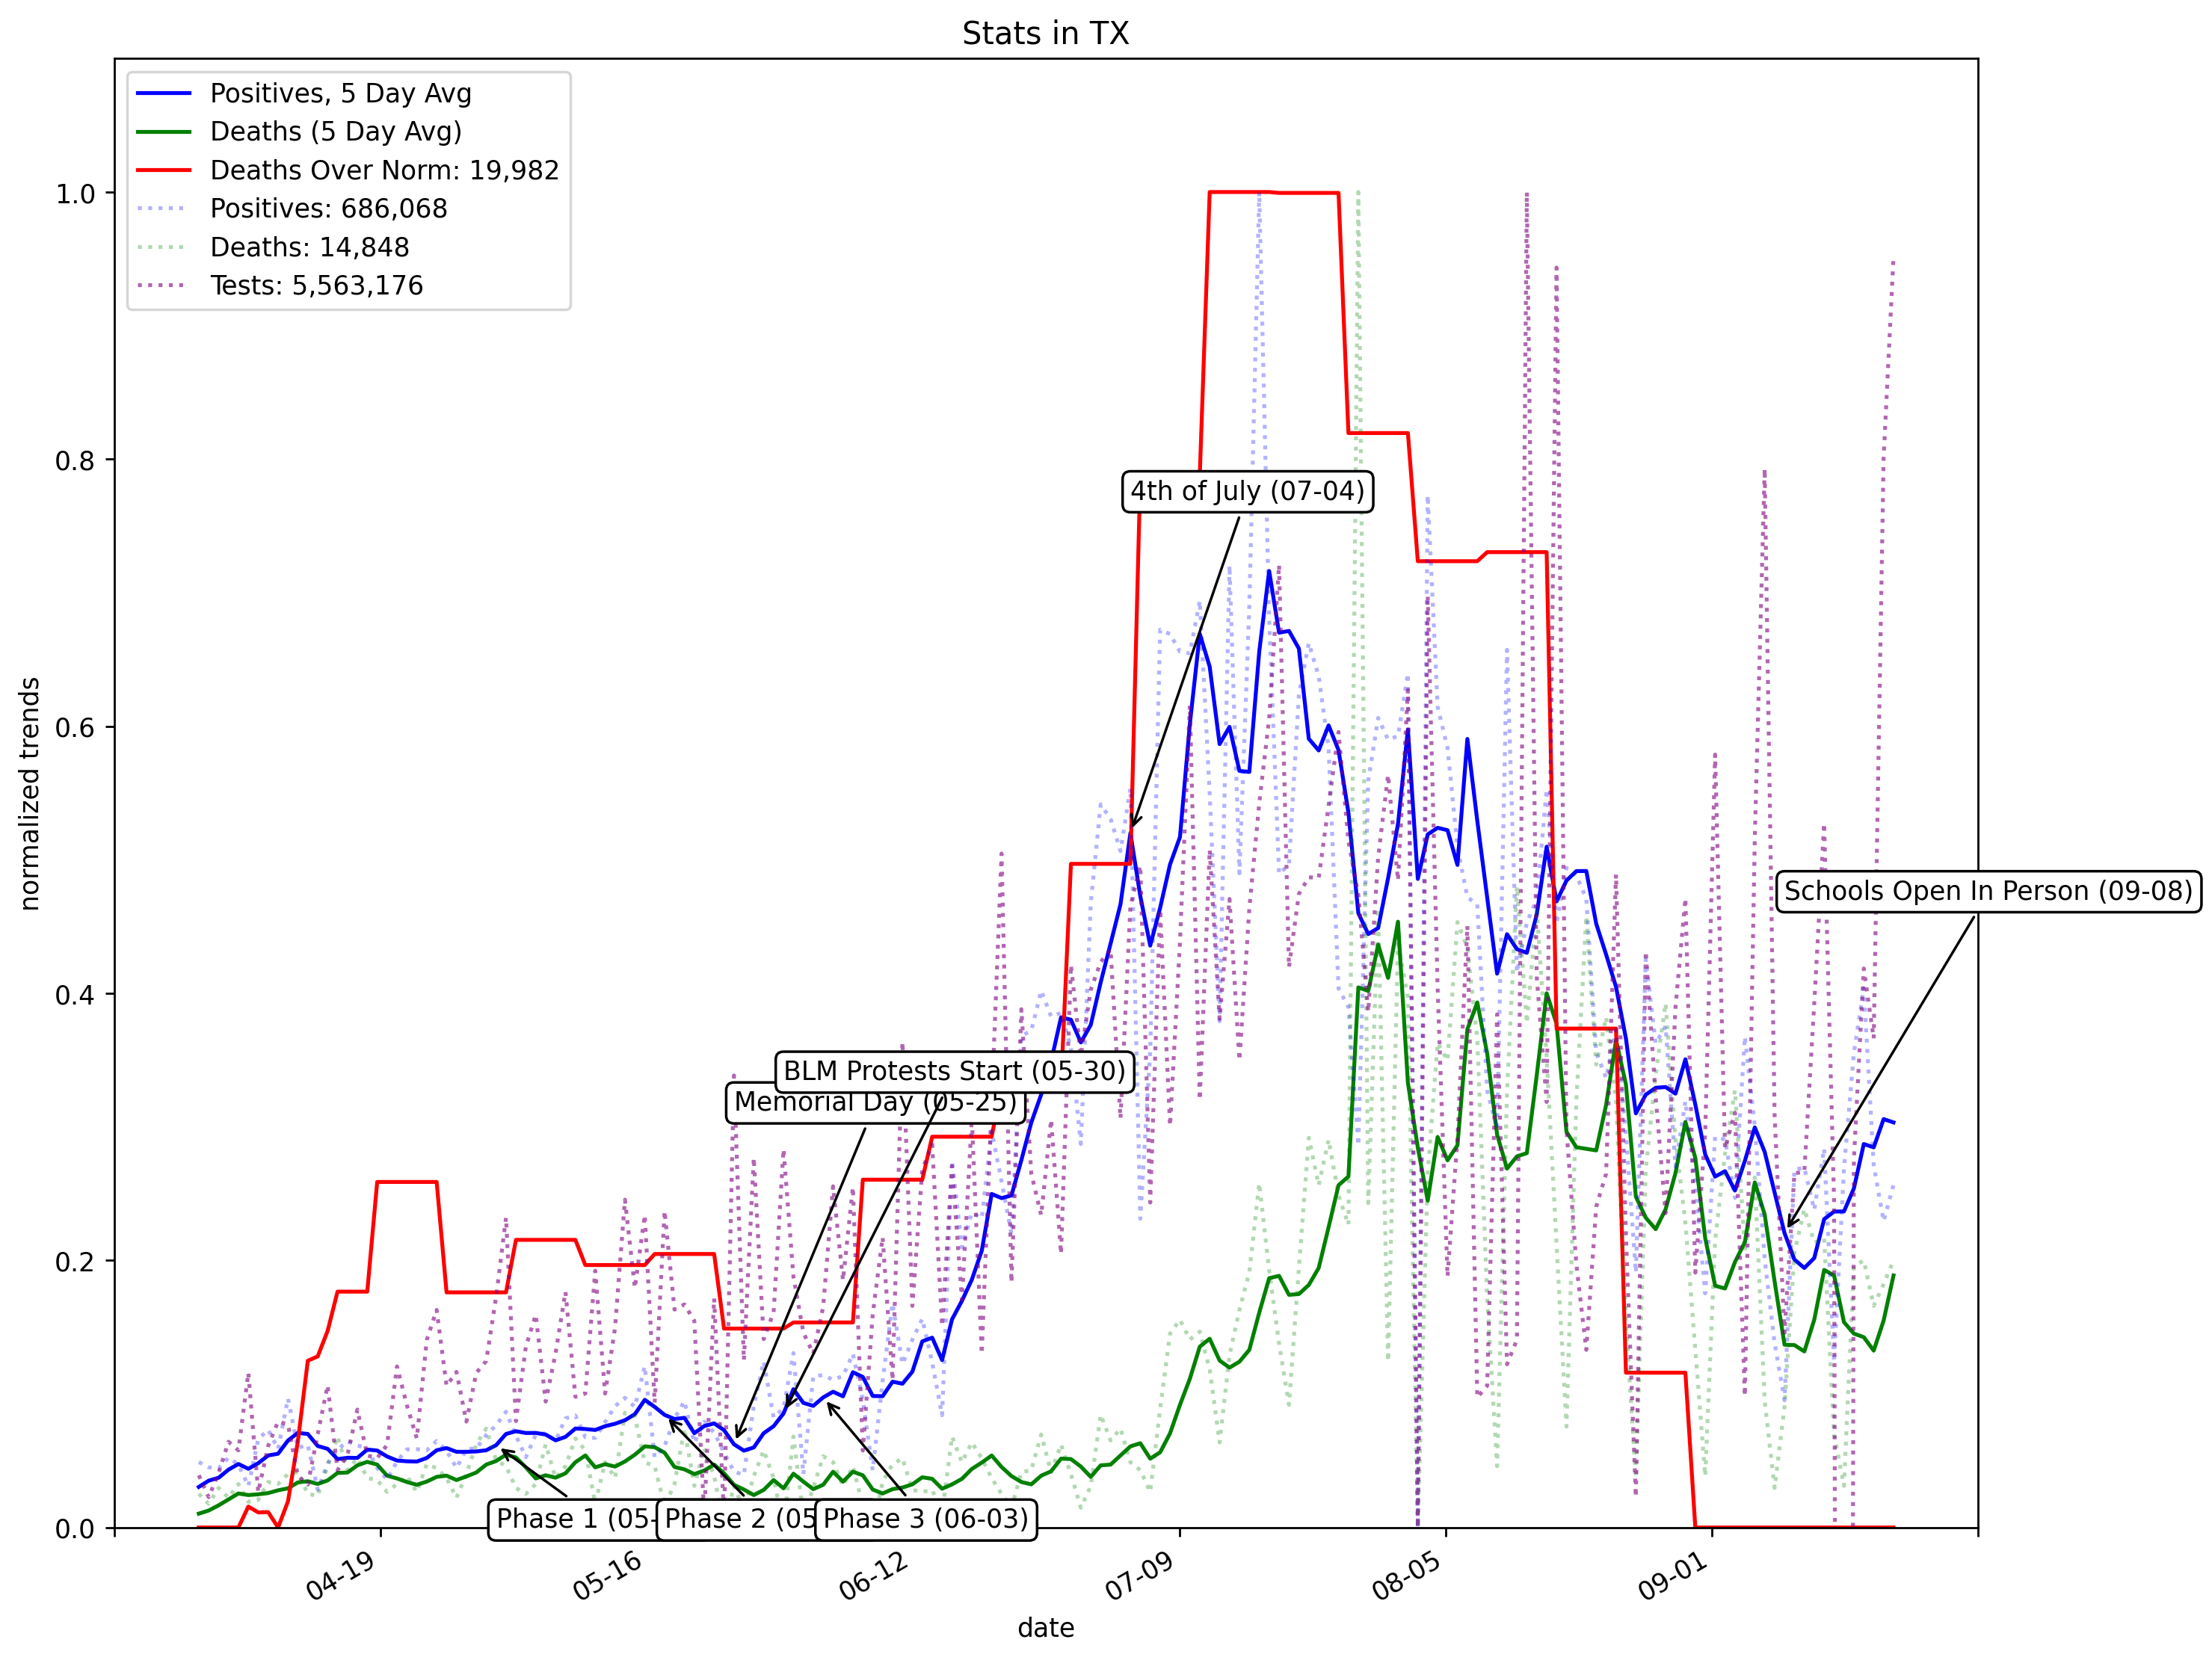 Stats in TX
Positives, 5 Day Avg
Deaths (5 Day Avg)
Deaths Over Norm: 19,982
Positives: 686,068
Deaths: 14,848
Tests: 5,563,176
1.0
0.8
0.6
0.4
0.2
0.0
normalized trends
4th of July (07-04)
Schools Open In Person (09-08)
BLM Protests Start (05-30)
Memorial Day (05-25)
Phase 1 (05-
Phase 2 (05
Phase 3 (06-03)
04-19
05-16
06-12
07-09
08-05
09-01
date